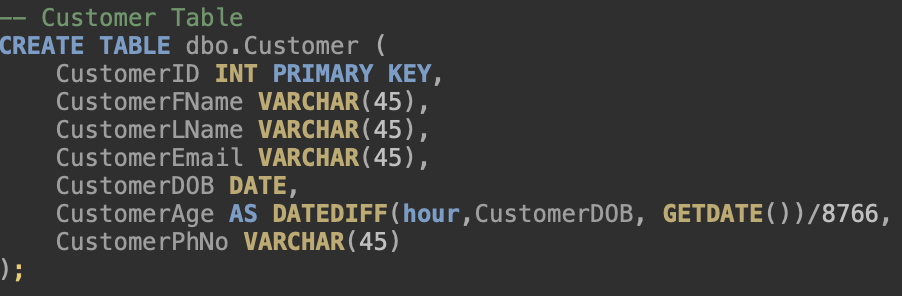 -- Customer Table
CREATE TABLE dbo.Customer (
    CustomerID INT PRIMARY KEY,
    CustomerFName VARCHAR(45),
    CustomerLName VARCHAR(45),
    CustomerEmail VARCHAR(45),
    CustomerDOB DATE,
    CustomerAge AS DATEDIFF(hour,CustomerDOB, GETDATE())/8766,
    CustomerPhNo VARCHAR(45)
);